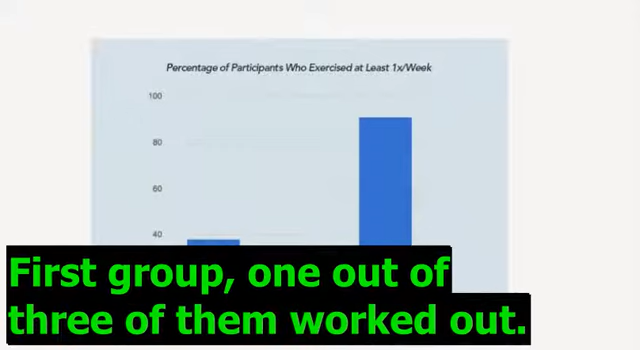 Percentage of Participants Who Exercised at Least 1x/Week
100
80
60
40
First group, one out of
three of them worked out.